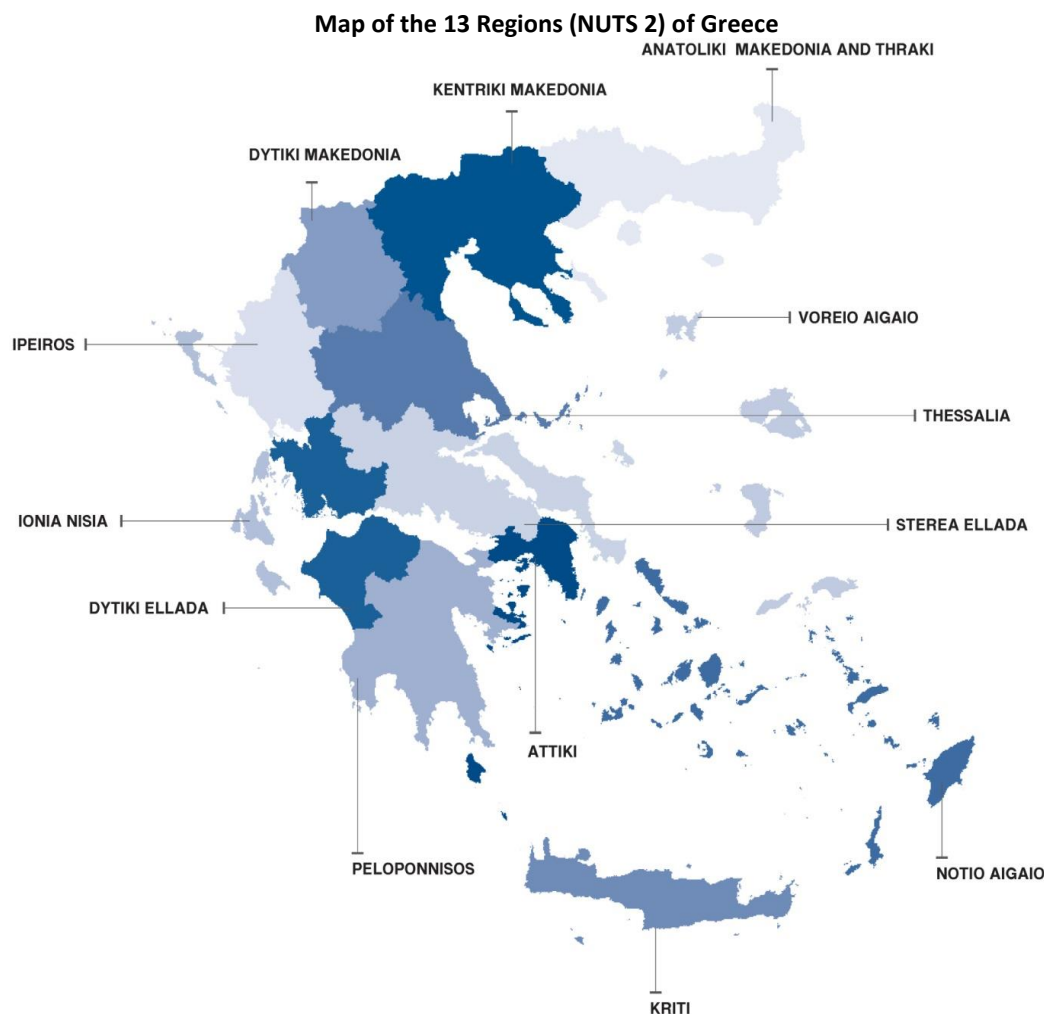 Map of the 13 Regions (NUTS 2) of Greece
ANATOLIKI MAKEDONIA AND THRAKI
KENTRIKI MAKEDONIA
DYTIKI MAKEDONIA
VOREIO AIGAIO
IPEIROS
THESSALIA
IONIA NISIA
STEREA ELLADA
DYTIKI ELLADA
ATTIKI
PELOPONNISOS
NOTIO AIGAIO
KRITI